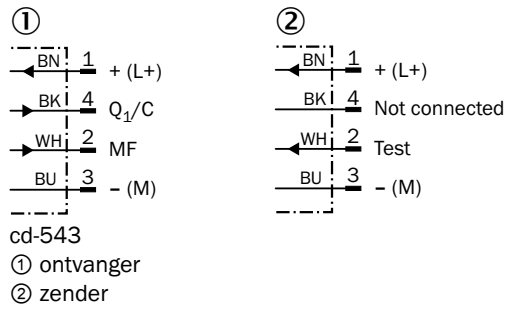 ① ②
BN 1 + (L+)
BK 4 Q1/C
WH 2 MF
BU 3 – (M)
BN 1 + (L+)
BK 4 Not connected
WH 2 Test
BU 3 – (M)
cd-543
① ontvanger
② zender